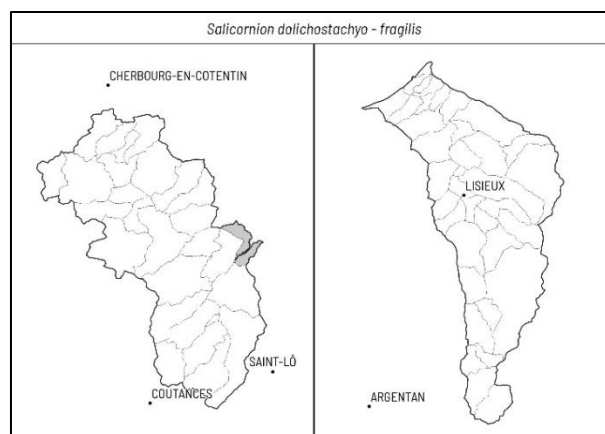 Salicornion dolichostachyo - fragilis
CHERBOURG-EN-COTENTIN
LISIEUX
SAINT-LÔ
COUTANCES
ARGENTAN